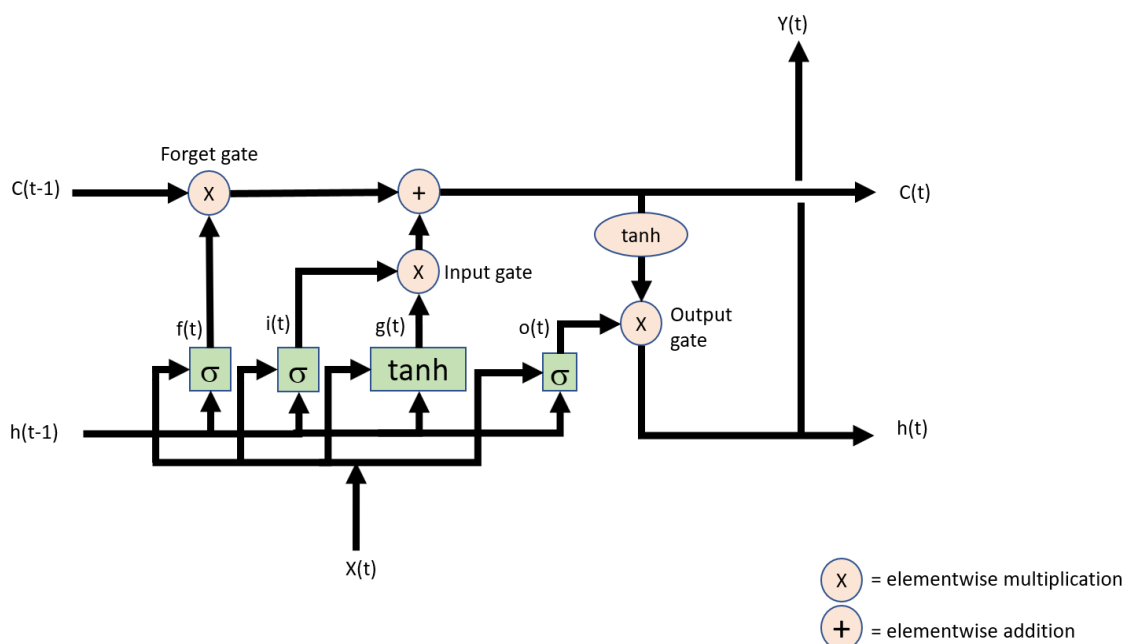 Y(t)
Forget gate
C(t-1)
X
+
C(t)
tanh
X
Input gate
f(t)
i(t)
g(t)
o(t)
X
Output
gate
σ
σ
tanh
σ
h(t-1)
h(t)
X(t)
X = elementwise multiplication
+ = elementwise addition